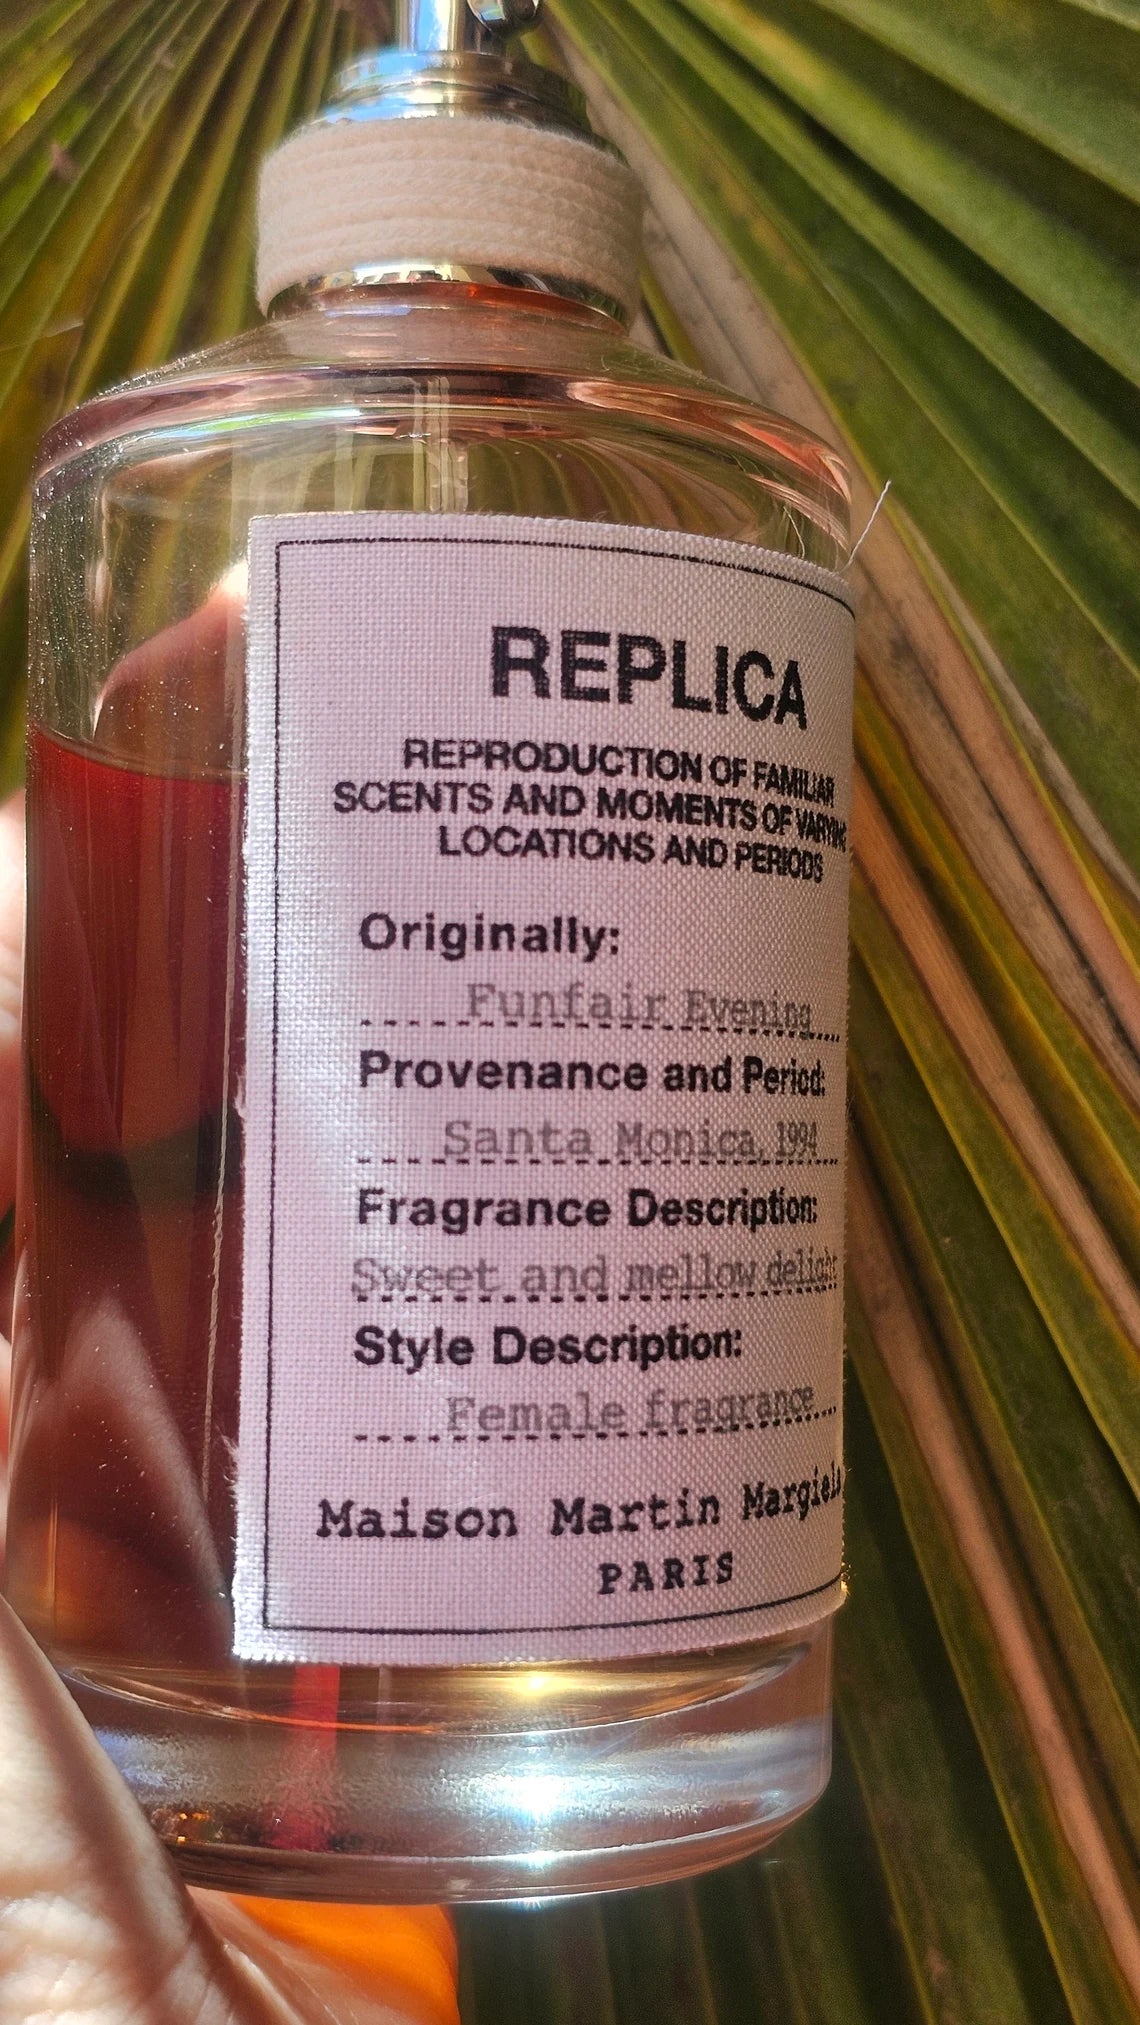 REPLICA
REPRODUCTION OF FAMILIAR
SCENTS AND MOMENTS OF VARYING
LOCATIONS AND PERIODS
Originally:
Funfair Evening
Provenance and Period:
Santa Monica, 1994
Fragrance Description:
Sweet and mellow delight
Style Description:
Female fragrance
Maison Martin Margiela
PARIS